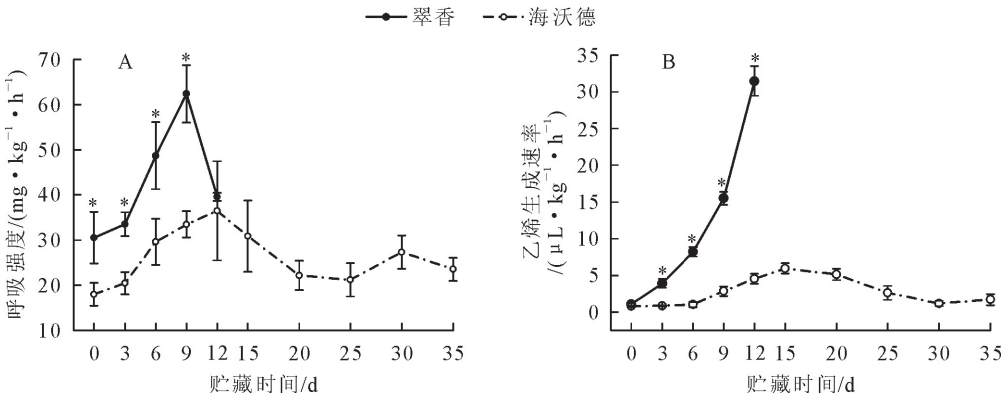 翠香 海沃德
A
呼吸强度/(mg·kg⁻¹·h⁻¹)
70
60
50
40
30
20
10
* * * *
0 3 6 9 12 15 20 25 30 35
贮藏时间/d
B
乙烯生成速率
/(μL·kg⁻¹·h⁻¹)
35
30
25
20
15
10
5
0
* * * *
0 3 6 9 12 15 20 25 30 35
贮藏时间/d